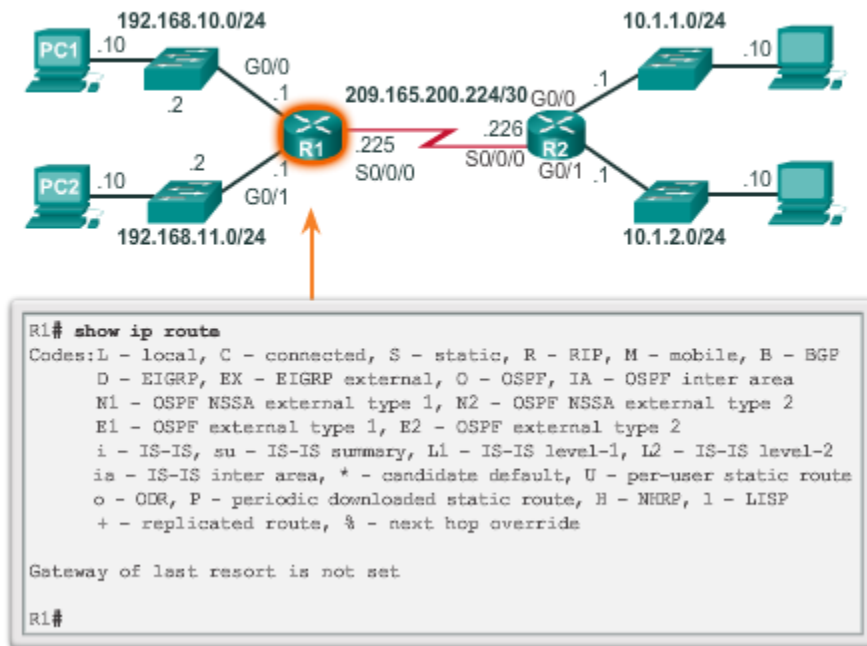 192.168.10.0/24
10.1.1.0/24
PC1
.10
G0/0
.1
.2
209.165.200.224/30
G0/0
.1
.10
R1
.225
S0/0/0
.226
S0/0/0
R2
G0/1
PC2
.10
.2
.1
G0/1
.1
.10
192.168.11.0/24
10.1.2.0/24
R1# show ip route
Codes:L - local, C - connected, S - static, R - RIP, M - mobile, B - BGP
D - EIGRP, EX - EIGRP external, O - OSPF, IA - OSPF inter area
N1 - OSPF NSSA external type 1, N2 - OSPF NSSA external type 2
E1 - OSPF external type 1, E2 - OSPF external type 2
i - IS-IS, su - IS-IS summary, L1 - IS-IS level-1, L2 - IS-IS level-2
ia - IS-IS inter area, * - candidate default, U - per-user static route
o - ODR, P - periodic downloaded static route, H - NHRP, l - LISP
+ - replicated route, % - next hop override
Gateway of last resort is not set
R1#